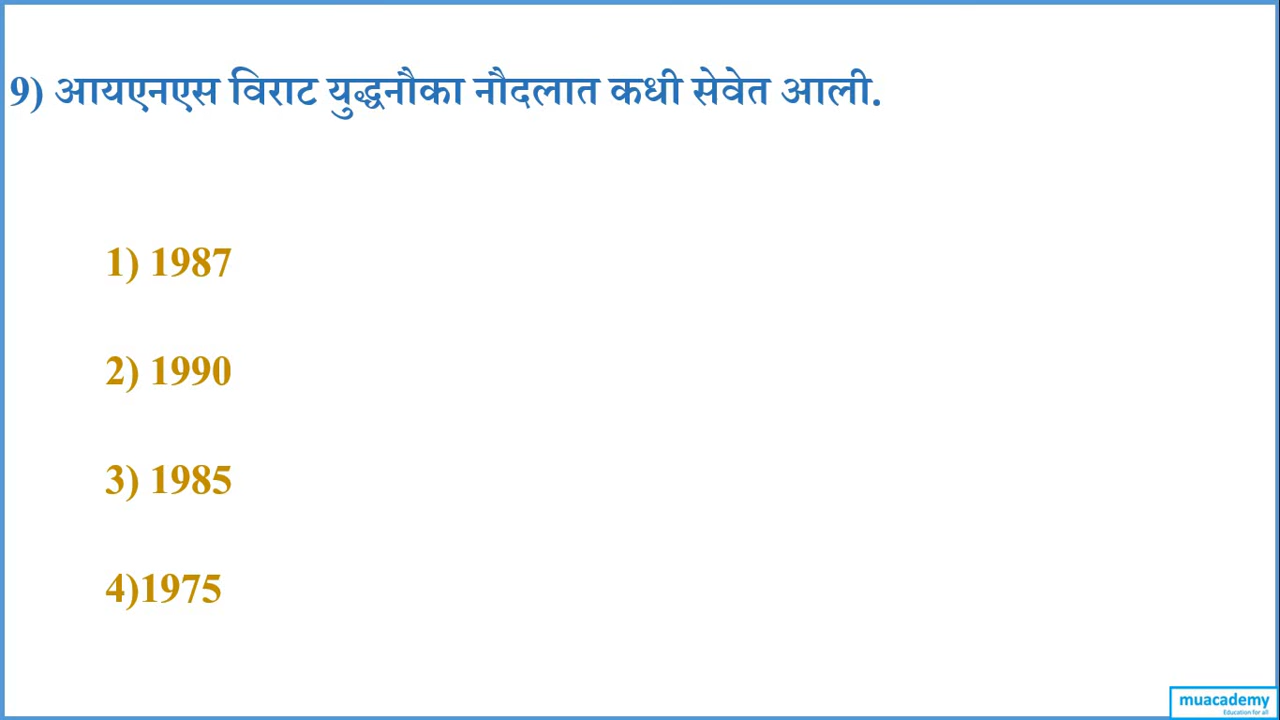 9) आयएनएस विराट युद्धनौका नौदलात कधी सेवेत आली.
1) 1987
2) 1990
3) 1985
4)1975
muacademy
Education for all